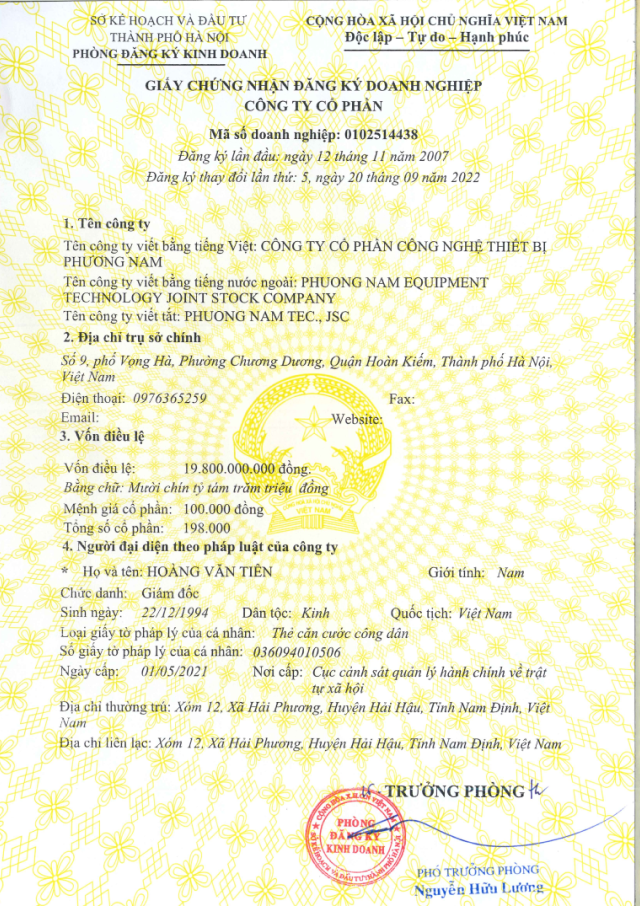 SỞ KẾ HOẠCH VÀ ĐẦU TƯ
THÀNH PHỐ HÀ NỘI
PHÒNG ĐĂNG KÝ KINH DOANH
CỘNG HÒA XÃ HỘI CHỦ NGHĨA VIỆT NAM
Độc lập – Tự do – Hạnh phúc
GIẤY CHỨNG NHẬN ĐĂNG KÝ DOANH NGHIỆP
CÔNG TY CỔ PHẦN
Mã số doanh nghiệp: 0102514438
Đăng ký lần đầu: ngày 12 tháng 11 năm 2007
Đăng ký thay đổi lần thứ: 5, ngày 20 tháng 09 năm 2022
1. Tên công ty
Tên công ty viết bằng tiếng Việt: CÔNG TY CỔ PHẦN CÔNG NGHỆ THIẾT BỊ
PHƯƠNG NAM
Tên công ty viết bằng tiếng nước ngoài: PHUONG NAM EQUIPMENT
TECHNOLOGY JOINT STOCK COMPANY
Tên công ty viết tắt: PHUONG NAM TEC., JSC
2. Địa chỉ trụ sở chính
Số 9, phố Vọng Hà, Phường Chương Dương, Quận Hoàn Kiếm, Thành phố Hà Nội,
Việt Nam
Điện thoại: 0976365259 Fax:
Email: Website:
3. Vốn điều lệ
Vốn điều lệ: 19.800.000.000 đồng.
Bằng chữ: Mười chín tỷ tám trăm triệu đồng
Mệnh giá cổ phần: 100.000 đồng
Tổng số cổ phần: 198.000
4. Người đại diện theo pháp luật của công ty
* Họ và tên: HOÀNG VĂN TIÊN Giới tính: Nam
Chức danh: Giám đốc
Sinh ngày: 22/12/1994 Dân tộc: Kinh Quốc tịch: Việt Nam
Loại giấy tờ pháp lý của cá nhân: Thẻ căn cước công dân
Số giấy tờ pháp lý của cá nhân: 036094010506
Ngày cấp: 01/05/2021 Nơi cấp: Cục cảnh sát quản lý hành chính về trật
tự xã hội
Địa chỉ thường trú: Xóm 12, Xã Hải Phương, Huyện Hải Hậu, Tỉnh Nam Định, Việt
Nam
Địa chỉ liên lạc: Xóm 12, Xã Hải Phương, Huyện Hải Hậu, Tỉnh Nam Định, Việt Nam
TRƯỞNG PHÒNG
PHÒNG
ĐĂNG KÝ
KINH DOANH
PHÓ TRƯỞNG PHÒNG
Nguyễn Hữu Lương